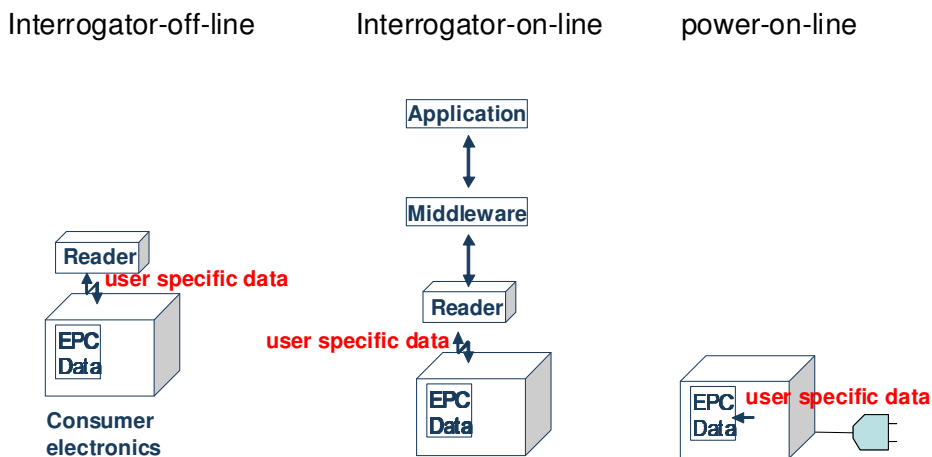 Interrogator-off-line
Interrogator-on-line
power-on-line
Application
Middleware
Reader
user specific data
EPC
Data
Consumer
electronics
Reader
user specific data
EPC
Data
user specific data
EPC
Data